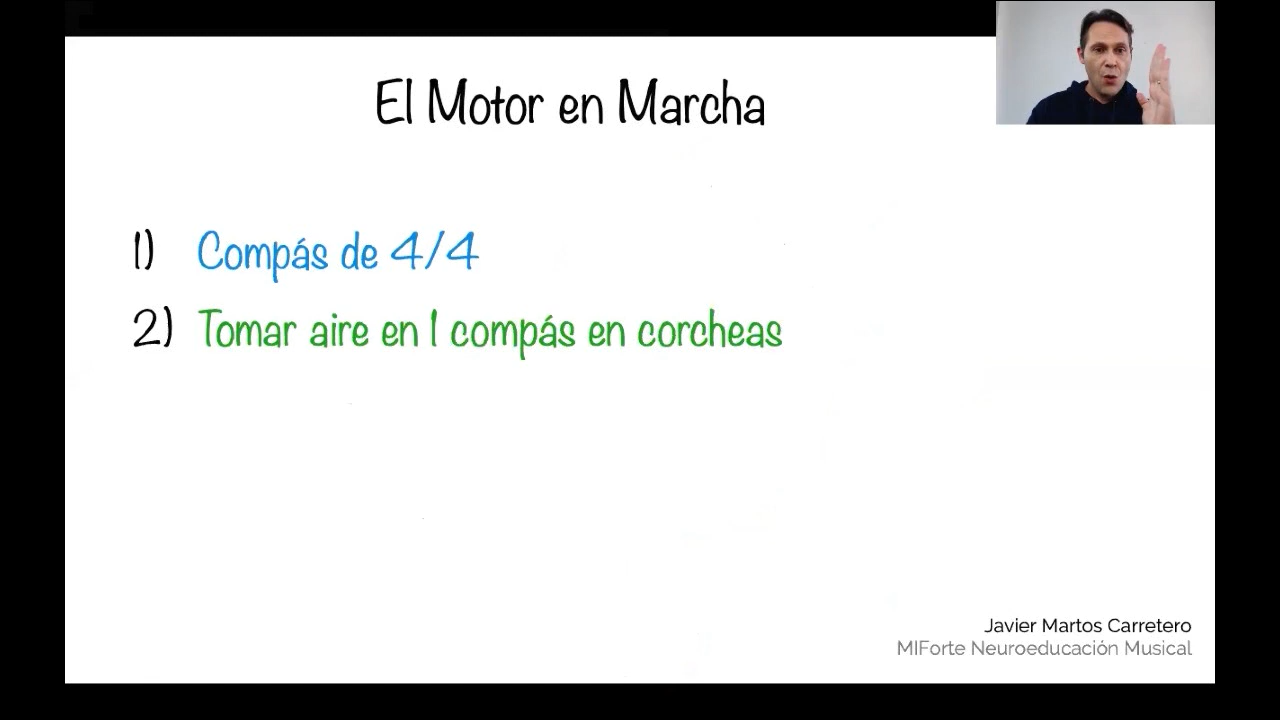 El Motor en Marcha
1) Compás de 4/4
2) Tomar aire en 1 compás en corcheas
Javier Martos Carretero
MIForte Neuroeducación Musical